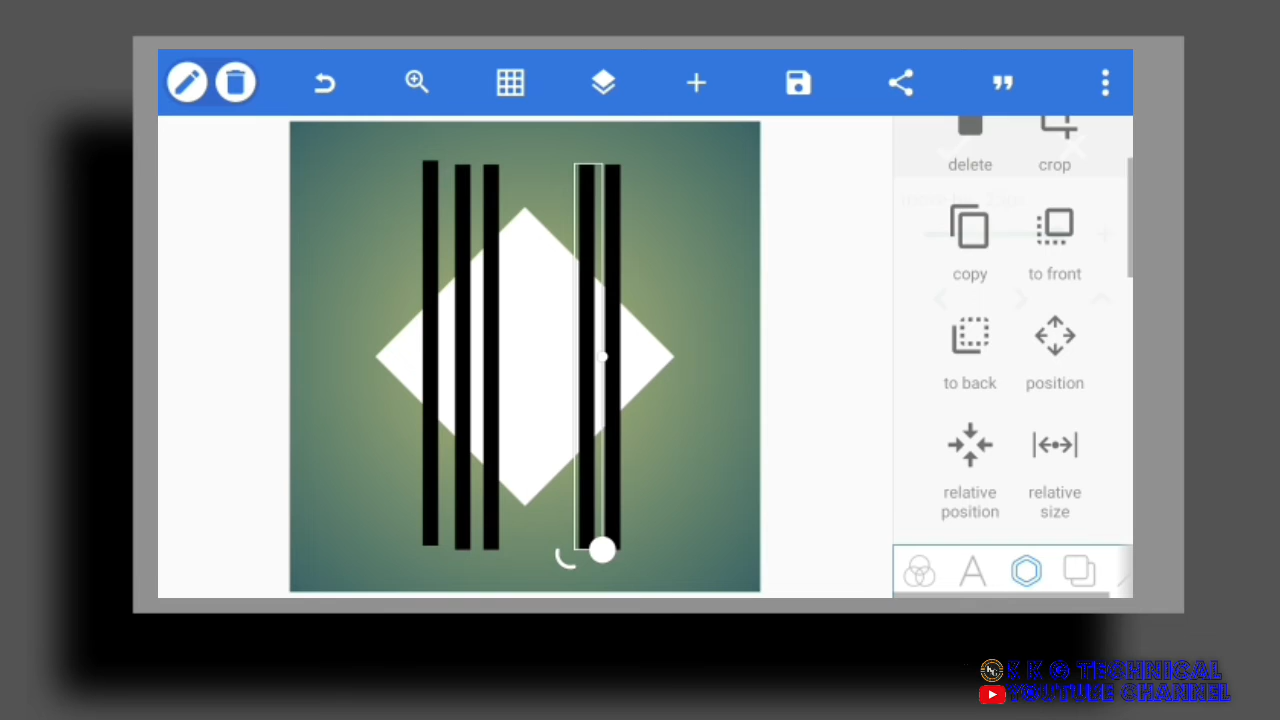 delete crop
copy to front
to back position
relative position relative size
K K G TECHNICAL
YOUTUBE CHANNEL